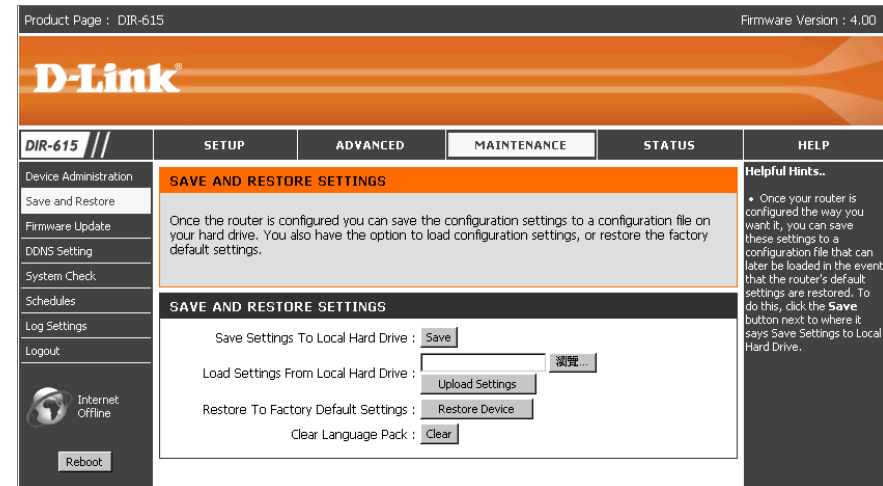 Product Page : DIR-615
Firmware Version : 4.00
D-Link®
DIR-615
SETUP
ADVANCED
MAINTENANCE
STATUS
HELP
Device Administration
Save and Restore
Firmware Update
DDNS Setting
System Check
Schedules
Log Settings
Logout
Internet
Offline
Reboot
SAVE AND RESTORE SETTINGS
Once the router is configured you can save the configuration settings to a configuration file on
your hard drive. You also have the option to load configuration settings, or restore the factory
default settings.
SAVE AND RESTORE SETTINGS
Save Settings To Local Hard Drive : Save
Load Settings From Local Hard Drive : 瀏覽...
Upload Settings
Restore To Factory Default Settings : Restore Device
Clear Language Pack : Clear
Helpful Hints..
• Once your router is
configured the way you
want it, you can save
these settings to a
configuration file that can
later be loaded in the event
that the router's default
settings are restored. To
do this, click the Save
button next to where it
says Save Settings to Local
Hard Drive.